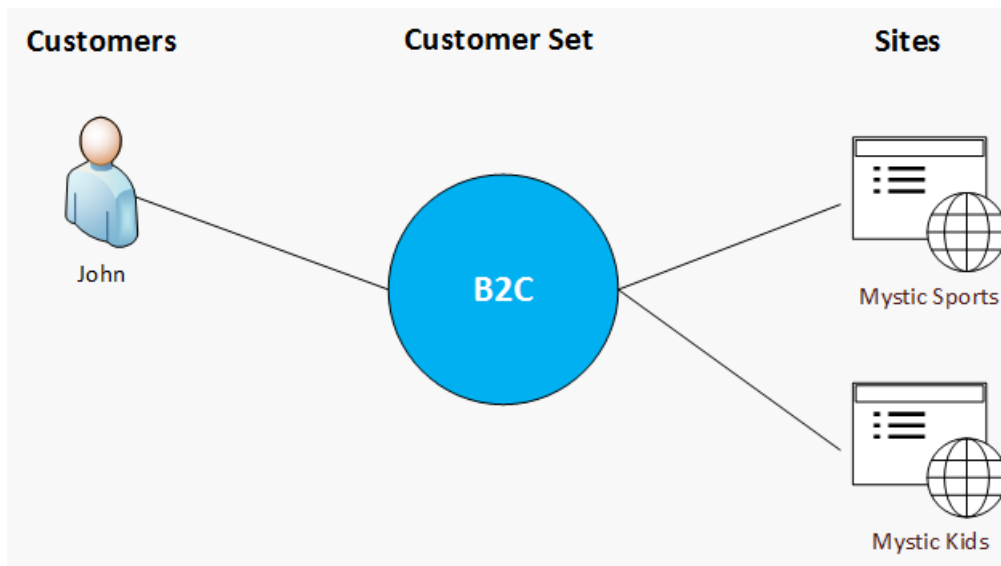 Customers
Customer Set
Sites
John
B2C
Mystic Sports
Mystic Kids